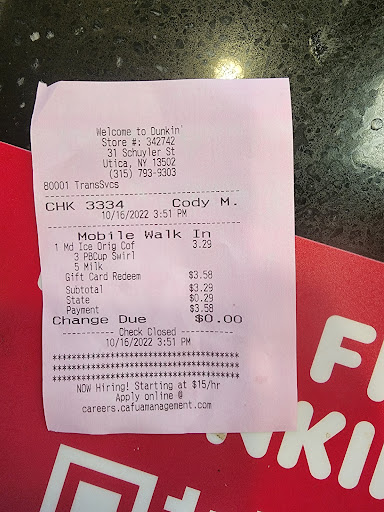 Welcome to Dunkin'
Store #: 342742
31 Schuyler St
Utica, NY 13502
(315) 793-9303
80001 TransSvcs
CHK 3334 Cody M.
10/16/2022 3:51 PM
Mobile Walk In
1 Md Ice Orig Cof 3.29
3 PBCup Swirl
5 Milk
Gift Card Redeem $3.58
Subtotal $3.29
State $0.29
Payment $3.58
Change Due $0.00
---------- Check Closed ----------
10/16/2022 3:51 PM
NOW Hiring! Starting at $15/hr
Apply online @
careers.cafuamanagement.com